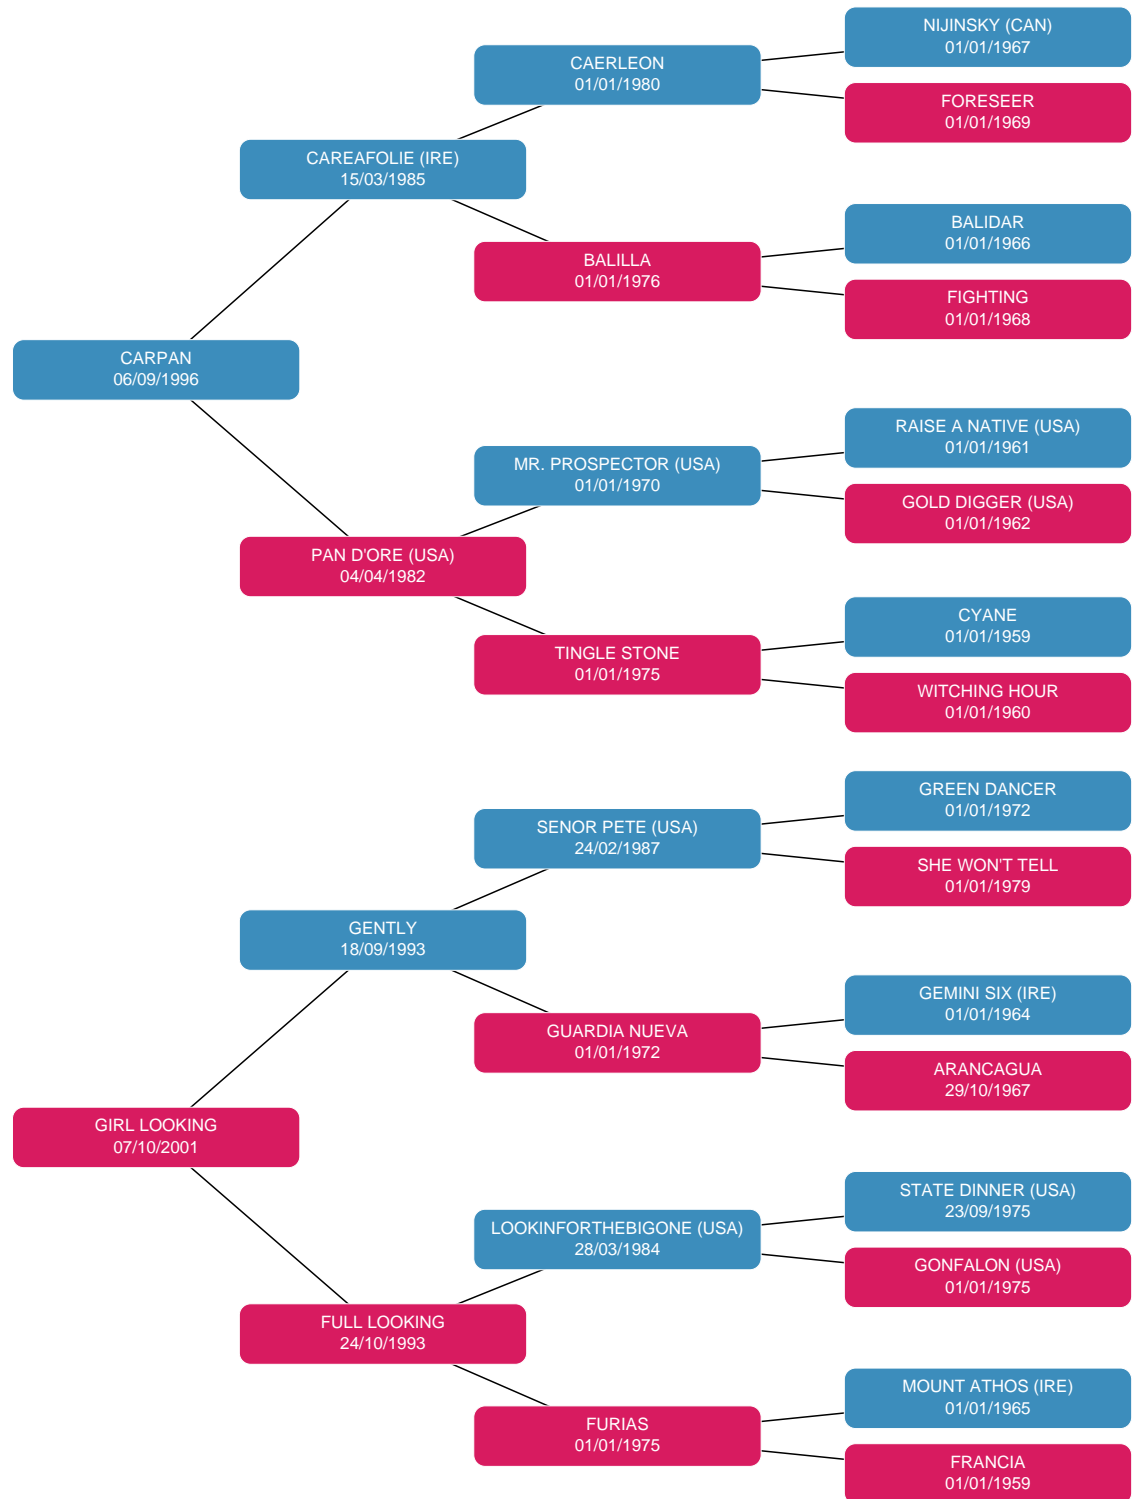 NIJINSKY (CAN)
01/01/1967
CAERLEON
01/01/1980
FORESEER
01/01/1969
CAREAFOLIE (IRE)
15/03/1985
BALIDAR
01/01/1966
BALILLA
01/01/1976
FIGHTING
01/01/1968
CARPAN
06/09/1996
RAISE A NATIVE (USA)
01/01/1961
MR. PROSPECTOR (USA)
01/01/1970
GOLD DIGGER (USA)
01/01/1962
PAN D'ORE (USA)
04/04/1982
CYANE
01/01/1959
TINGLE STONE
01/01/1975
WITCHING HOUR
01/01/1960
GREEN DANCER
01/01/1972
SENOR PETE (USA)
24/02/1987
SHE WON'T TELL
01/01/1979
GENTLY
18/09/1993
GEMINI SIX (IRE)
01/01/1964
GUARDIA NUEVA
01/01/1972
ARANCAGUA
29/10/1967
GIRL LOOKING
07/10/2001
STATE DINNER (USA)
23/09/1975
LOOKINFORTHEBIGONE (USA)
28/03/1984
GONFALON (USA)
01/01/1975
FULL LOOKING
24/10/1993
MOUNT ATHOS (IRE)
01/01/1965
FURIAS
01/01/1975
FRANCIA
01/01/1959